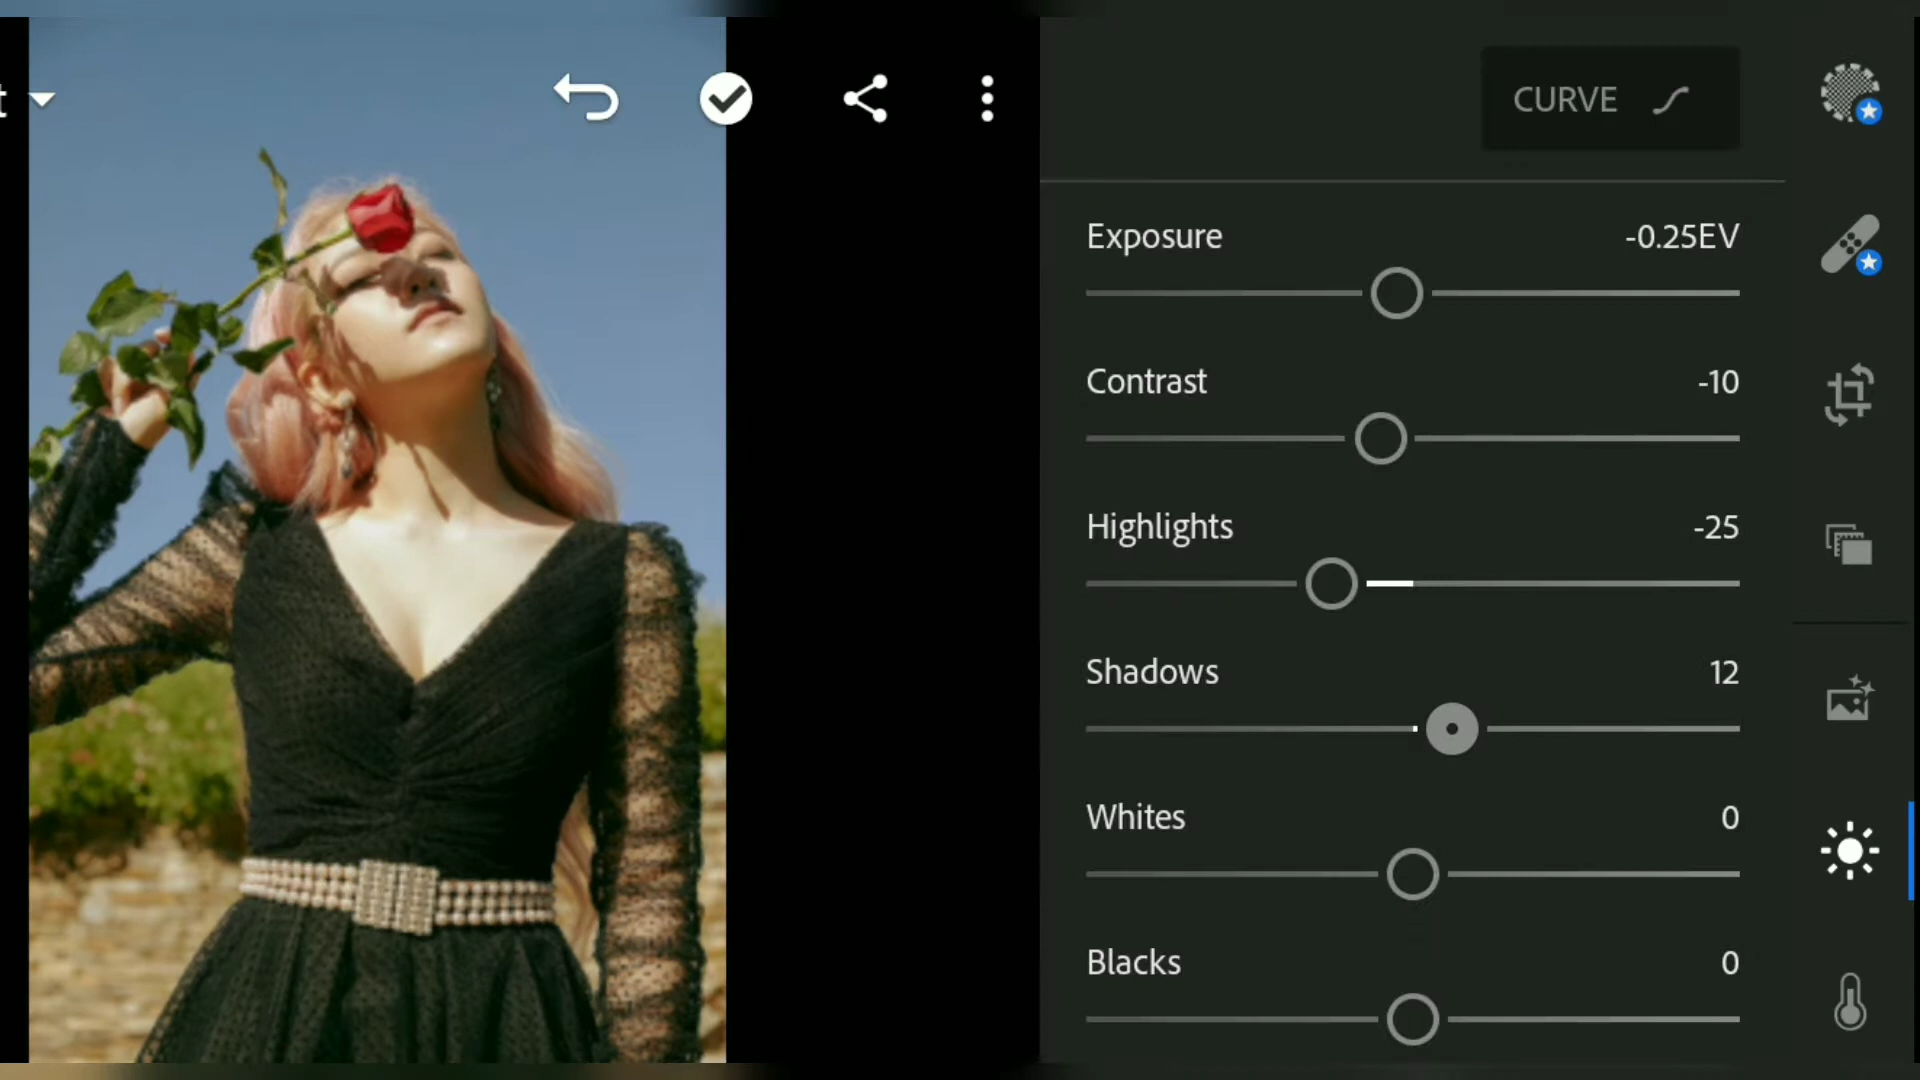 t
CURVE
Exposure -0.25EV
Contrast -10
Highlights -25
Shadows 12
Whites 0
Blacks 0